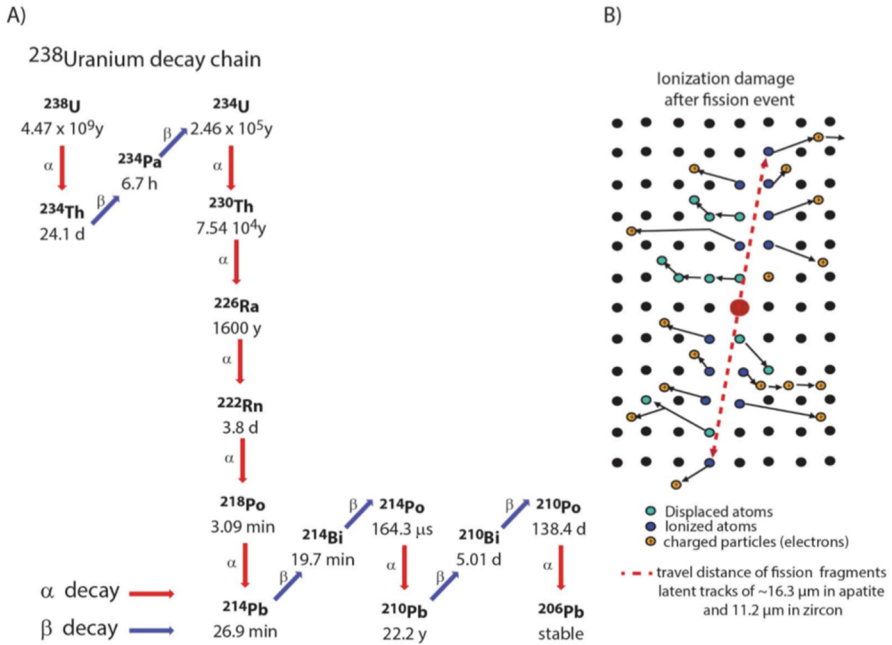 A)
²³⁸Uranium decay chain
²³⁸U
4.47 x 10⁹y
α
²³⁴Th
24.1 d
β
²³⁴Pa
6.7 h
β
²³⁴U
2.46 x 10⁵y
α
²³⁰Th
7.54 10⁴y
α
²²⁶Ra
1600 y
α
²²²Rn
3.8 d
α
²¹⁸Po
3.09 min
α
²¹⁴Pb
26.9 min
β
²¹⁴Bi
19.7 min
β
²¹⁴Po
164.3 µs
α
²¹⁰Pb
22.2 y
β
²¹⁰Bi
5.01 d
β
²¹⁰Po
138.4 d
α
²⁰⁶Pb
stable
α decay
β decay
B)
Ionization damage
after fission event
Displaced atoms
Ionized atoms
charged particles (electrons)
travel distance of fission fragments
latent tracks of ~16.3 µm in apatite
and 11.2 µm in zircon